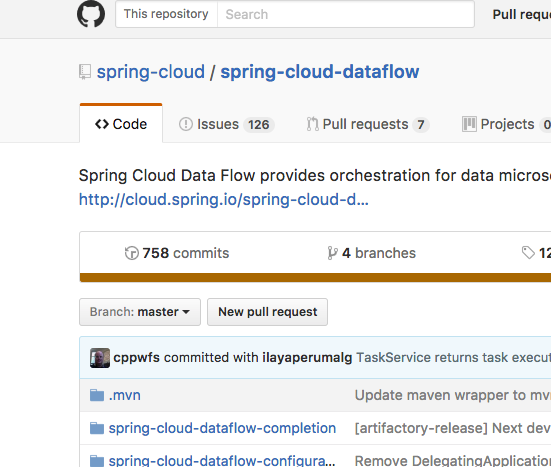 This repository Search Pull reque
spring-cloud / spring-cloud-dataflow
Code Issues 126 Pull requests 7 Projects 0
Spring Cloud Data Flow provides orchestration for data microse
http://cloud.spring.io/spring-cloud-d...
758 commits 4 branches 12
Branch: master New pull request
cppwfs committed with ilayaperumalg TaskService returns task execut
.mvn Update maven wrapper to mvn
spring-cloud-dataflow-completion [artifactory-release] Next dev
spring-cloud-dataflow-configura... Remove DelegatingApplication